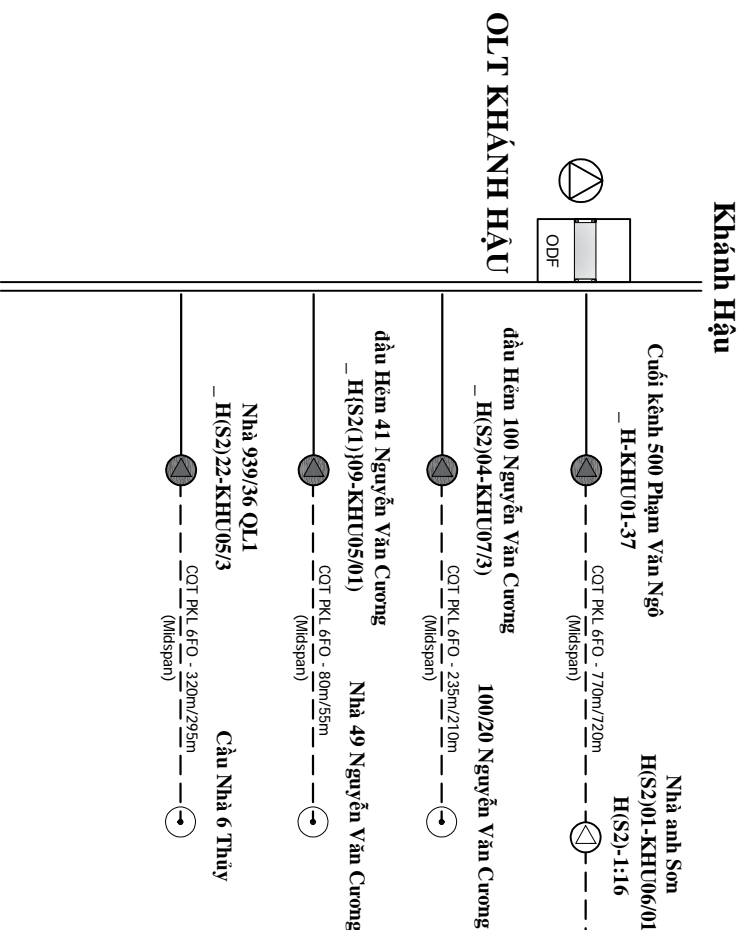 Khánh Hậu
OLT KHÁNH HẬU
ODF
Cuối kênh 500 Phạm Văn Ngô
_ H-KHU01-37
CQT PKL 6FO - 770m/720m
(Midspan)
Nhà anh Sơn
H(S2)01-KHU06/01
H(S2)-1:16
đầu Hẻm 100 Nguyễn Văn Cương
_ H(S2)04-KHU07/3)
CQT PKL 6FO - 235m/210m
(Midspan)
100/20 Nguyễn Văn Cương
đầu Hẻm 41 Nguyễn Văn Cương
_ H{S2(1)}09-KHU05/01)
CQT PKL 6FO - 80m/55m
(Midspan)
Nhà 49 Nguyễn Văn Cương
Nhà 939/36 QL1
_ H(S2)22-KHU05/3
CQT PKL 6FO - 320m/295m
(Midspan)
Cầu Nhà 6 Thủy